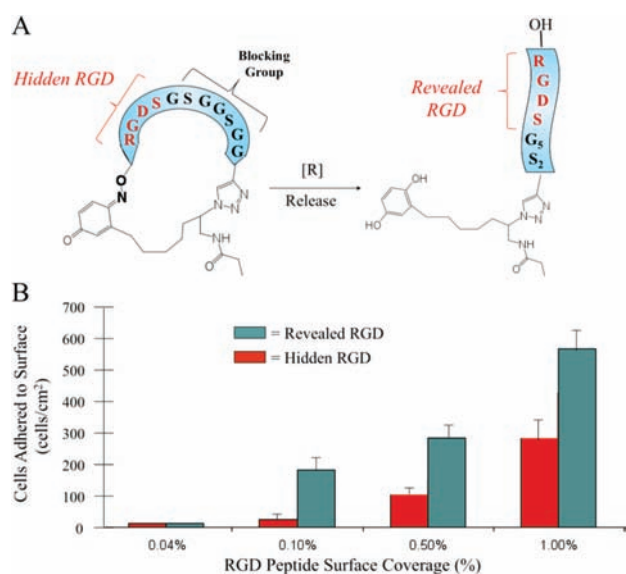 A
Hidden RGD
Blocking
Group
RGDSGSGGSGG
O
N
O
N
N
N
NH
O
[R]
Release
OH
Revealed
RGD
R
G
D
S
G5
S2
OH
HO
N
N
N
NH
O
B
700
600
500
400
300
200
100
0
Cells Adhered to Surface
(cells/cm²)
= Revealed RGD
= Hidden RGD
0.04%
0.10%
0.50%
1.00%
RGD Peptide Surface Coverage (%)